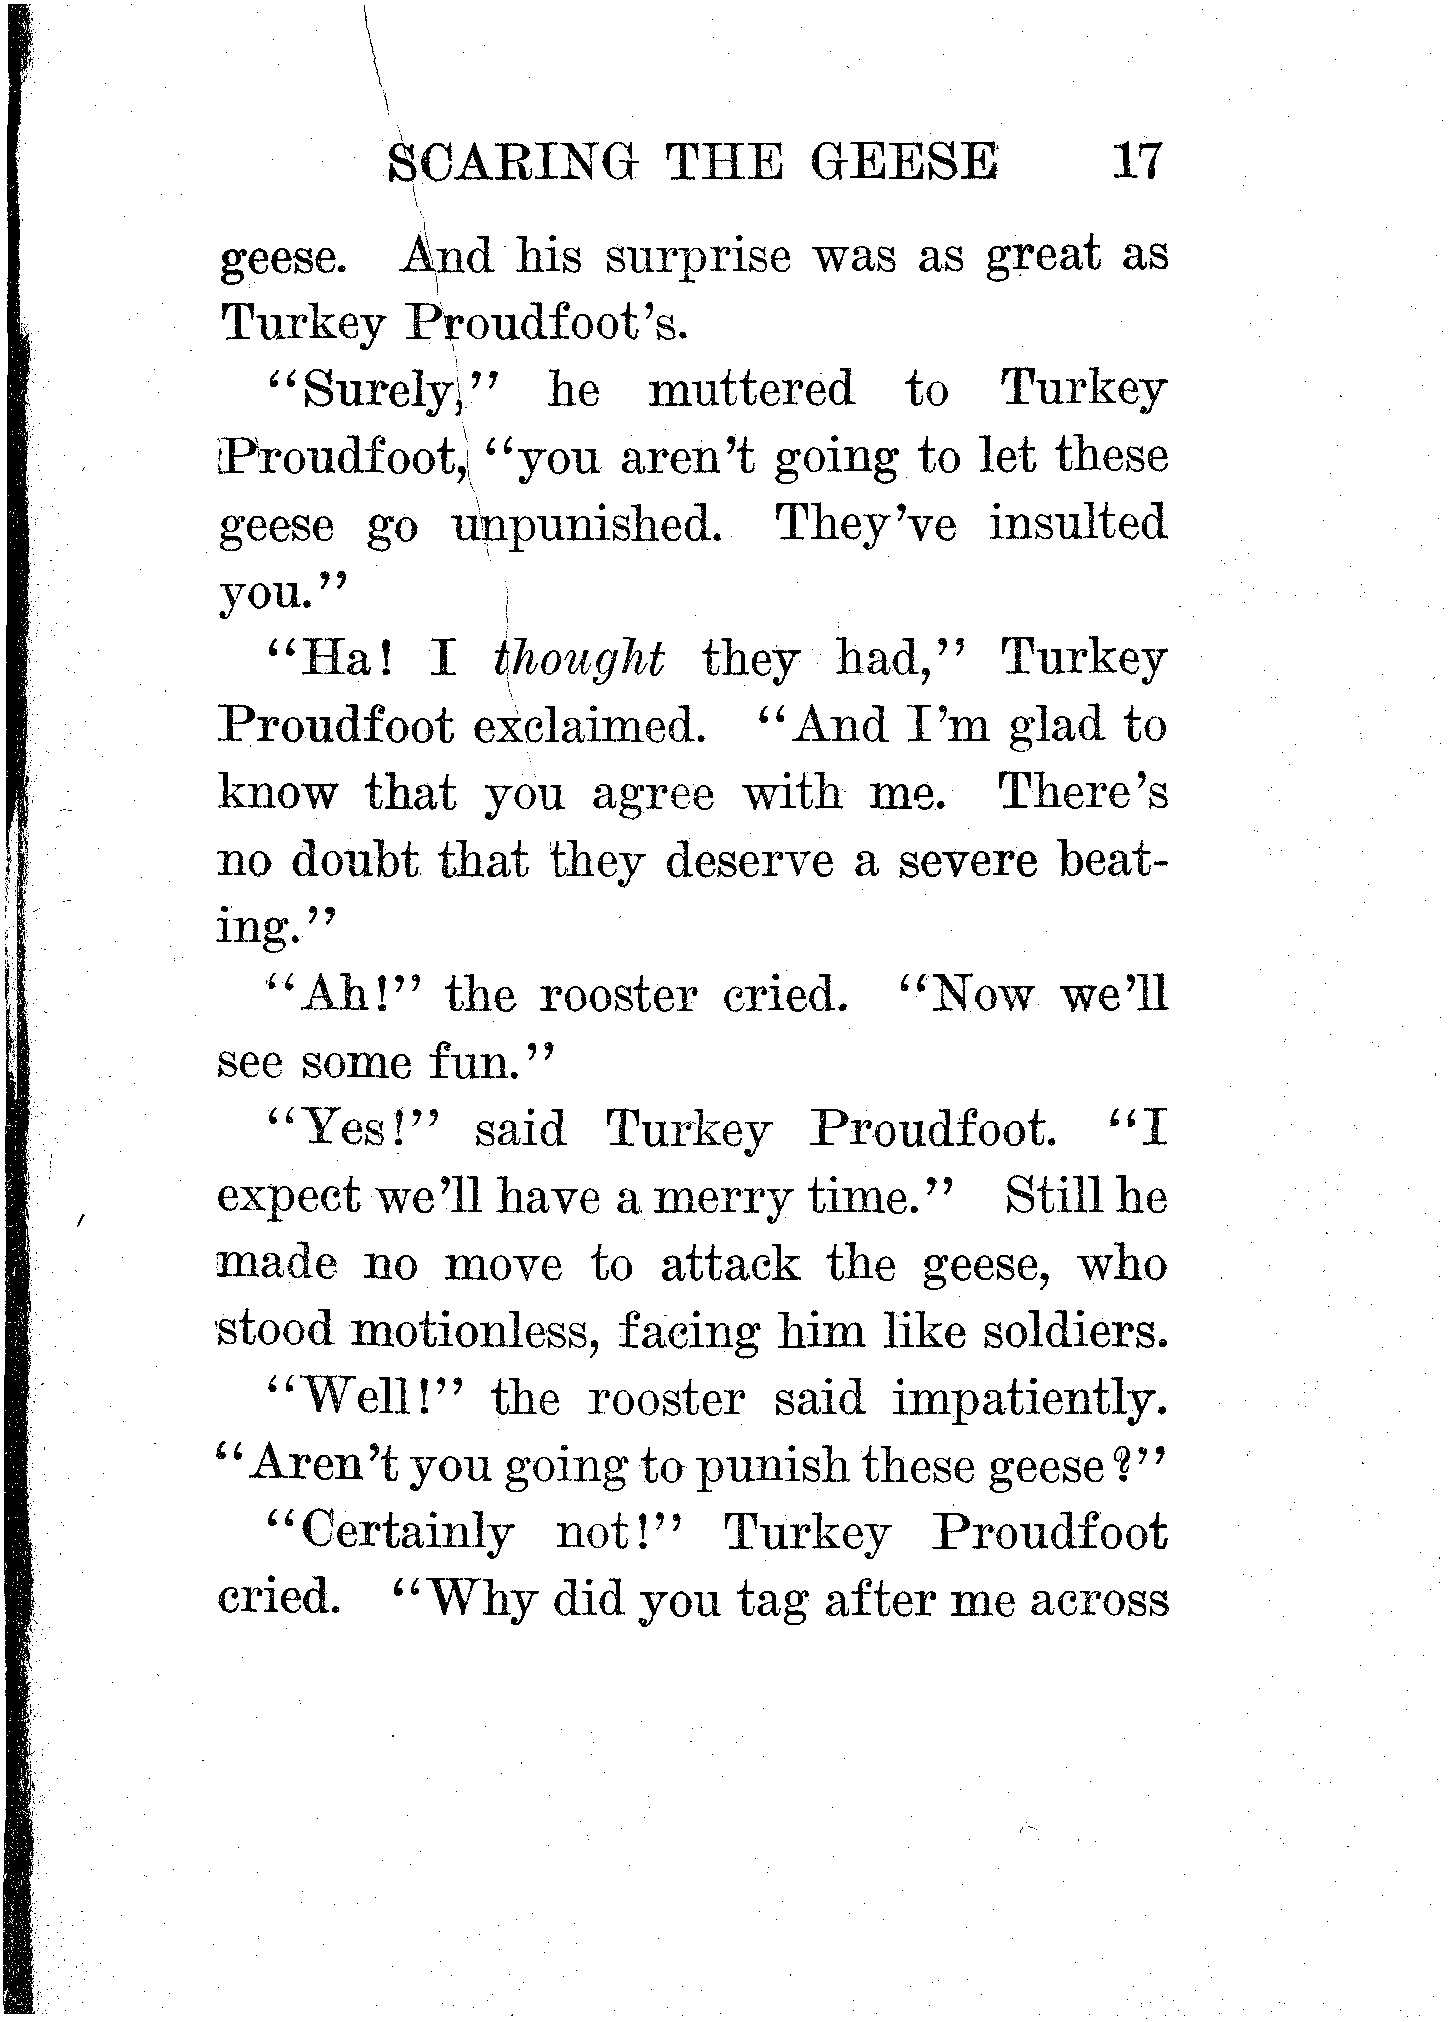 SCARING THE GEESE 17
geese. And his surprise was as great as
Turkey Proudfoot's.
"Surely," he muttered to Turkey
Proudfoot, "you aren't going to let these
geese go unpunished. They've insulted
you."
"Ha! I thought they had," Turkey
Proudfoot exclaimed. "And I'm glad to
know that you agree with me. There's
no doubt that they deserve a severe beat-
ing."
"Ah!" the rooster cried. "Now we'll
see some fun."
"Yes!" said Turkey Proudfoot. "I
expect we'll have a merry time." Still he
made no move to attack the geese, who
stood motionless, facing him like soldiers.
"Well!" the rooster said impatiently.
"Aren't you going to punish these geese?"
"Certainly not!" Turkey Proudfoot
cried. "Why did you tag after me across